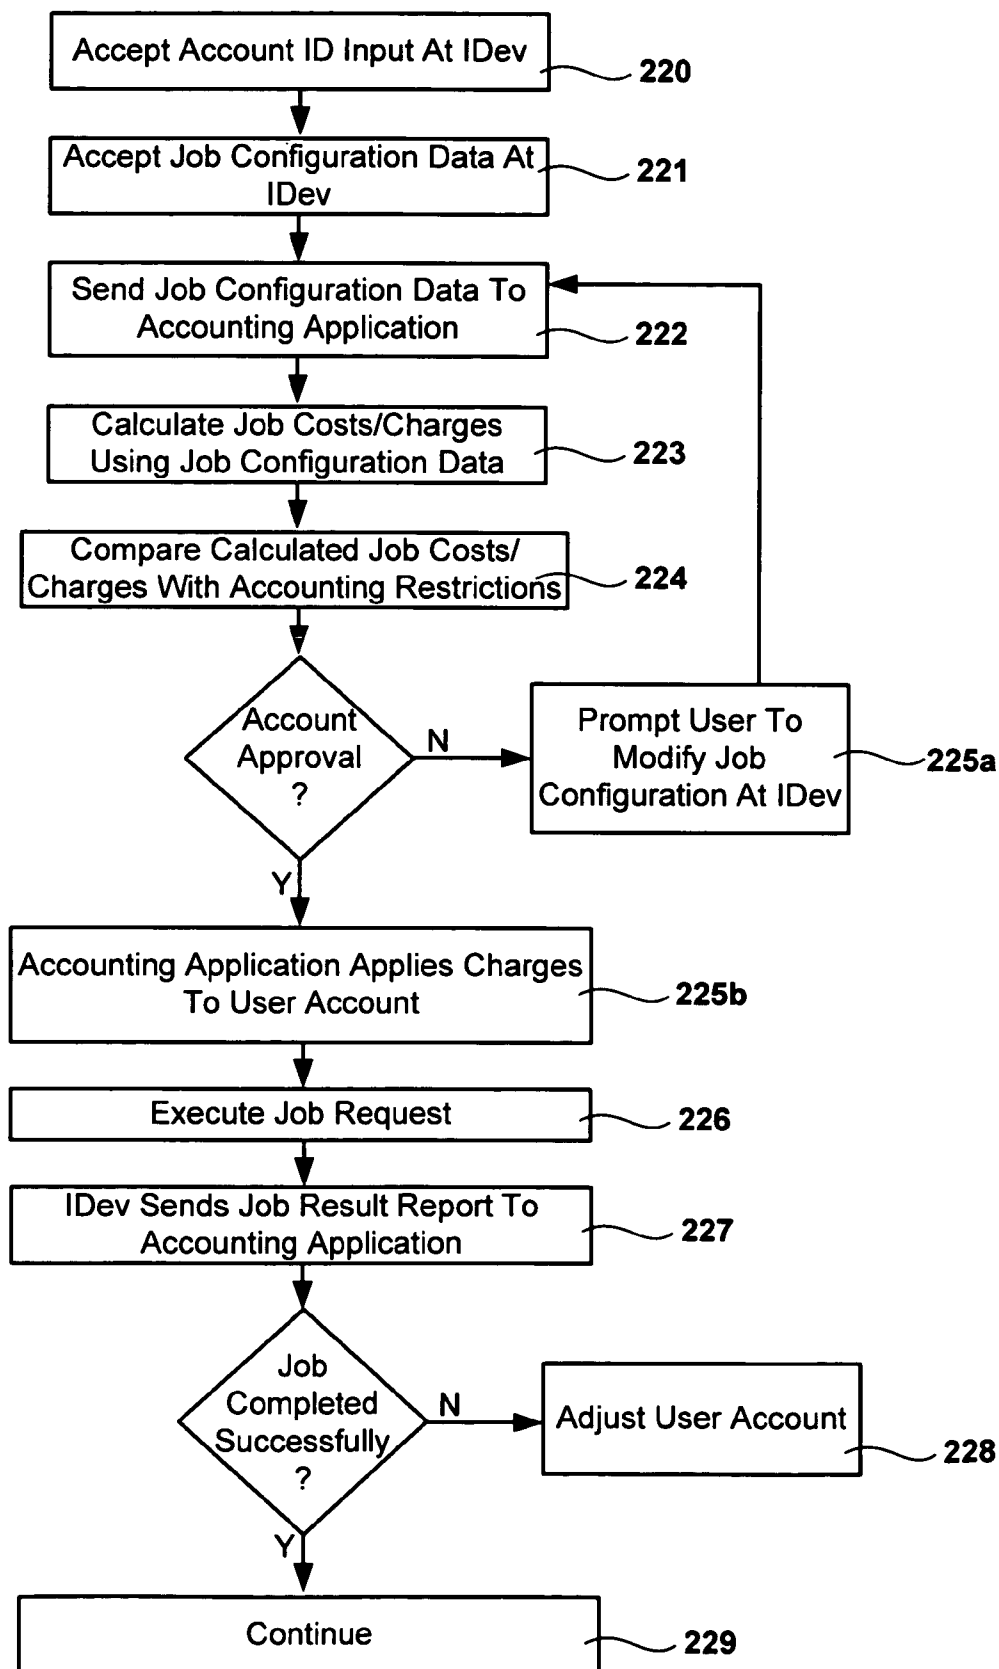 Accept Account ID Input At IDev
220
Accept Job Configuration Data At
IDev
221
Send Job Configuration Data To
Accounting Application
222
Calculate Job Costs/Charges
Using Job Configuration Data
223
Compare Calculated Job Costs/
Charges With Accounting Restrictions
224
Account
Approval
?
N
Prompt User To
Modify Job
Configuration At IDev
225a
Y
Accounting Application Applies Charges
To User Account
225b
Execute Job Request
226
IDev Sends Job Result Report To
Accounting Application
227
Job
Completed
Successfully
?
N
Adjust User Account
228
Y
Continue
229